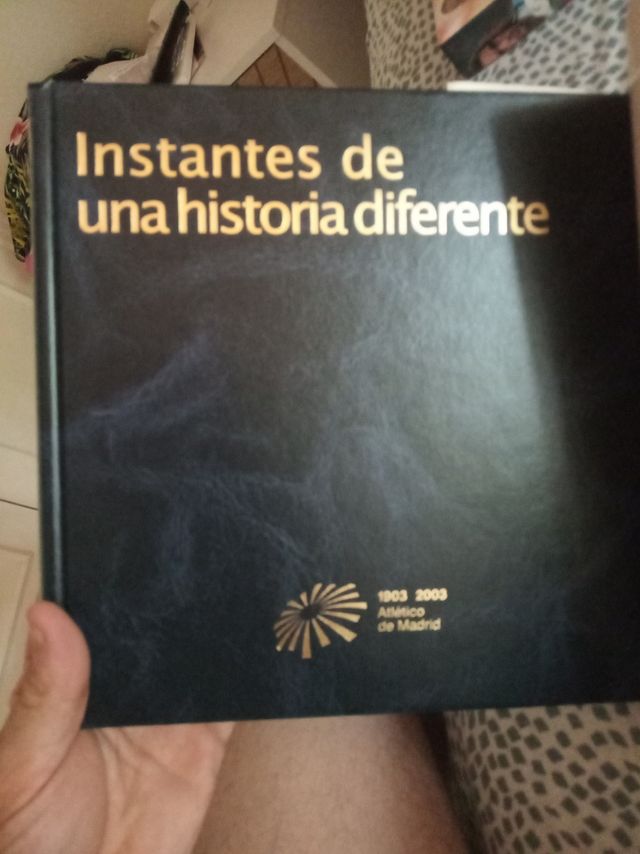 Instantes de
una historia diferente
1903 2003
Atlético
de Madrid